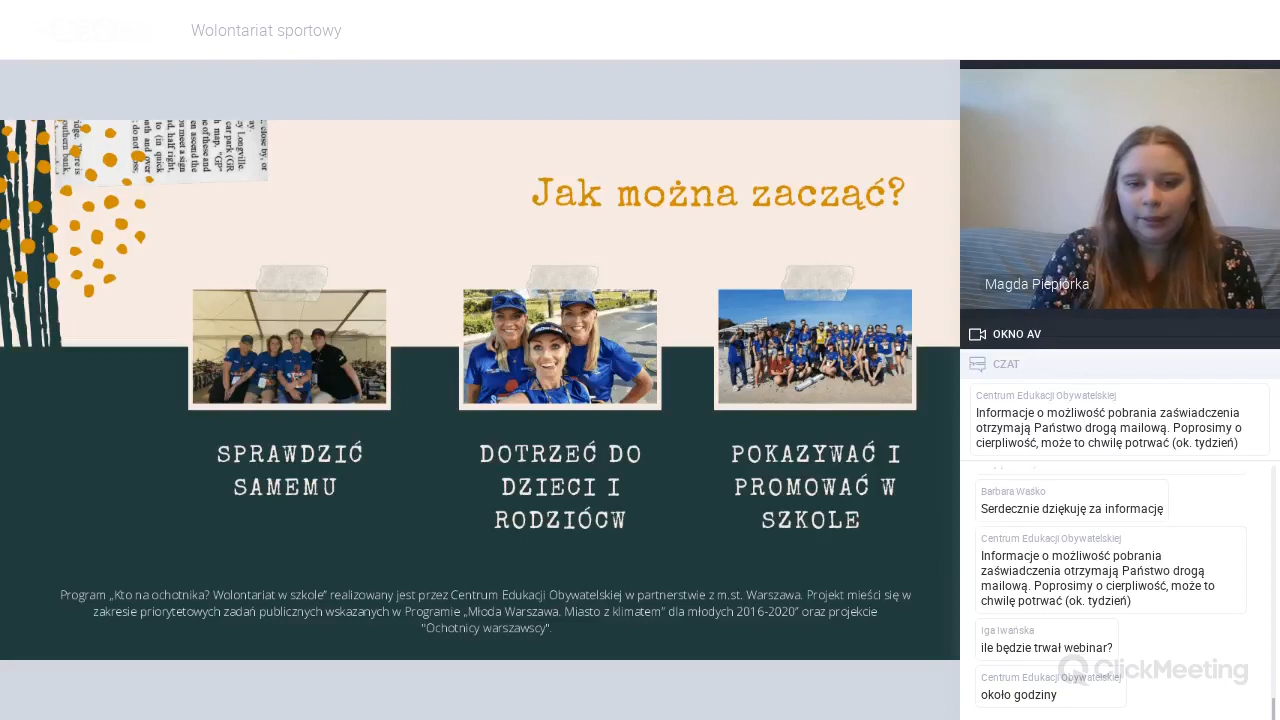 Wolontariat sportowy
Jak można zacząć?
SPRAWDZIĆ
SAMEMU
DOTRZEĆ DO
DZIECI I
RODZIÓCW
POKAZYWAĆ I
PROMOWAĆ W
SZKOLE
Program „Kto na ochotnika? Wolontariat w szkole” realizowany jest przez Centrum Edukacji Obywatelskiej w partnerstwie z m.st. Warszawa. Projekt mieści się w
zakresie priorytetowych zadań publicznych wskazanych w Programie „Młoda Warszawa. Miasto z klimatem” dla młodych 2016-2020” oraz projekcie
"Ochotnicy warszawscy".
Magda Piepiorka
OKNO AV
CZAT
Centrum Edukacji Obywatelskiej
Informacje o możliwość pobrania zaświadczenia
otrzymają Państwo drogą mailową. Poprosimy o
cierpliwość, może to chwilę potrwać (ok. tydzień)
Barbara Waśko
Serdecznie dziękuję za informację
Centrum Edukacji Obywatelskiej
Informacje o możliwość pobrania
zaświadczenia otrzymają Państwo drogą
mailową. Poprosimy o cierpliwość, może to
chwilę potrwać (ok. tydzień)
Iga Iwańska
ile będzie trwał webinar?
Centrum Edukacji Obywatelskiej
około godziny
ClickMeeting